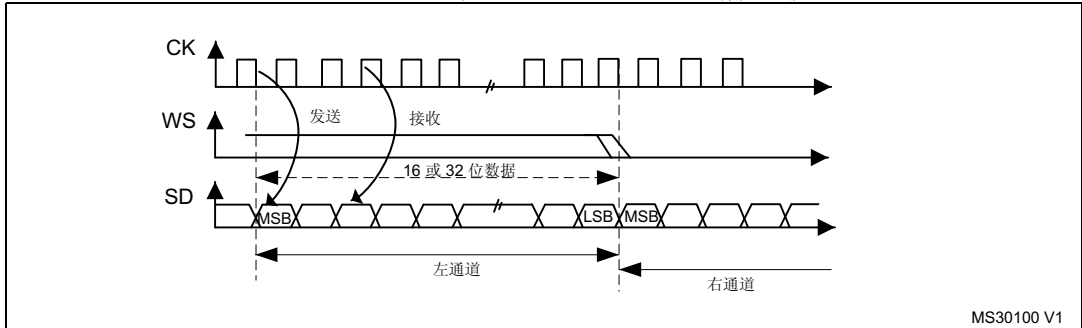 CK
发送
接收
WS
16 或 32 位数据
SD
MSB
LSB
MSB
左通道
右通道
MS30100 V1